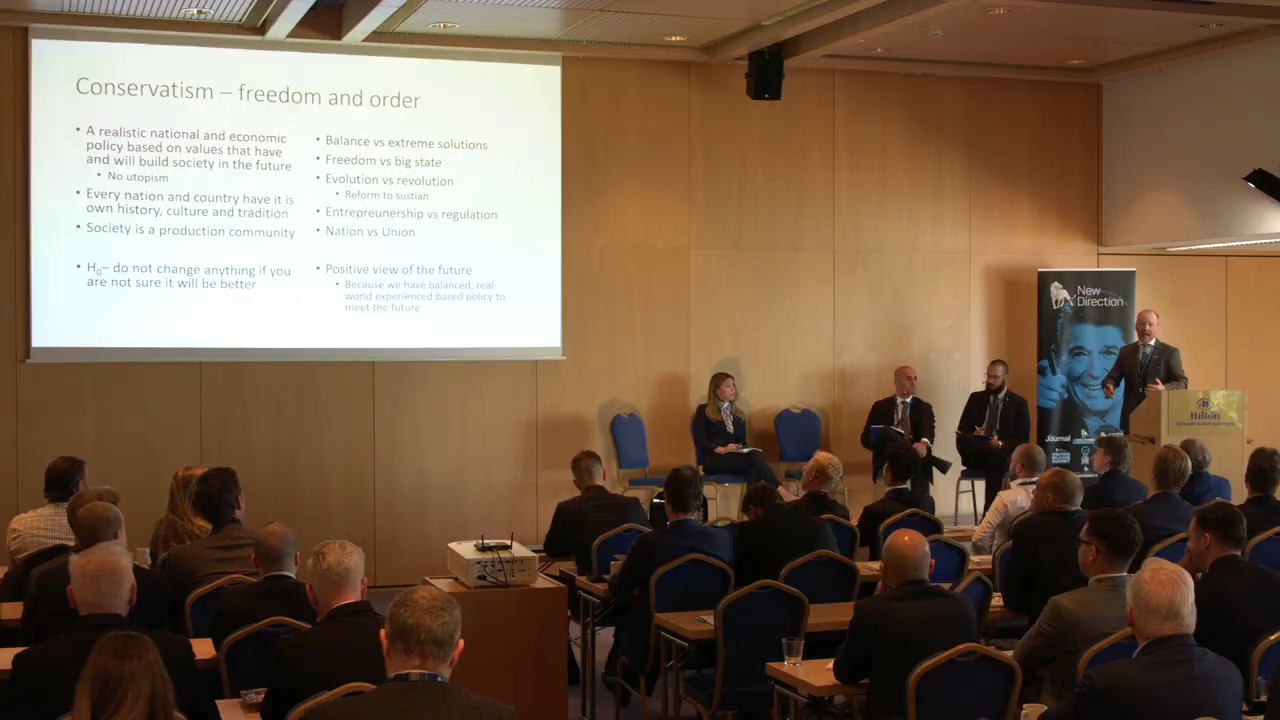 Conservatism – freedom and order
• A realistic national and economic
policy based on values that have
and will build society in the future
• No utopism
• Every nation and country have it is
own history, culture and tradition
• Society is a production community
• H₀– do not change anything if you
are not sure it will be better
• Balance vs extreme solutions
• Freedom vs big state
• Evolution vs revolution
• Reform to sustian
• Entrepreunership vs regulation
• Nation vs Union
• Positive view of the future
• Because we have balanced, real-
world experienced based policy to
meet the future
New
Direction
Journal
Hilton